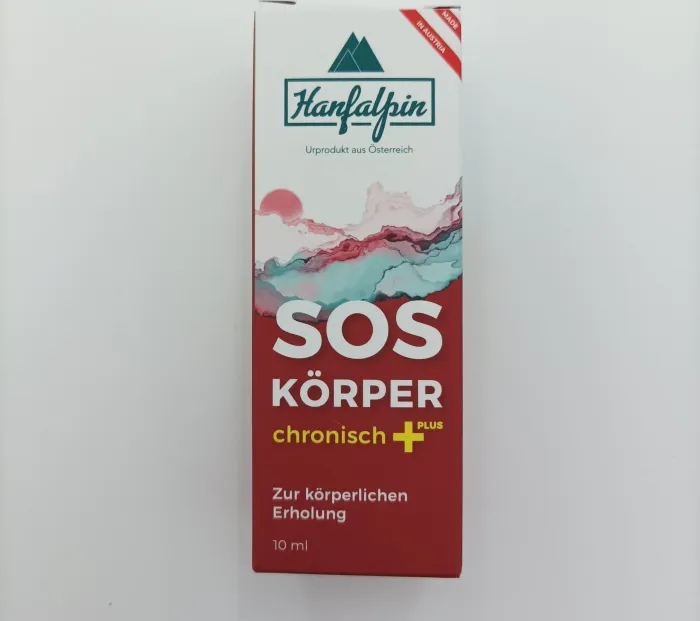 MADE
IN AUSTRIA
Hanfalpin
Urprodukt aus Österreich
SOS
KÖRPER
chronisch + PLUS
Zur körperlichen
Erholung
10 ml